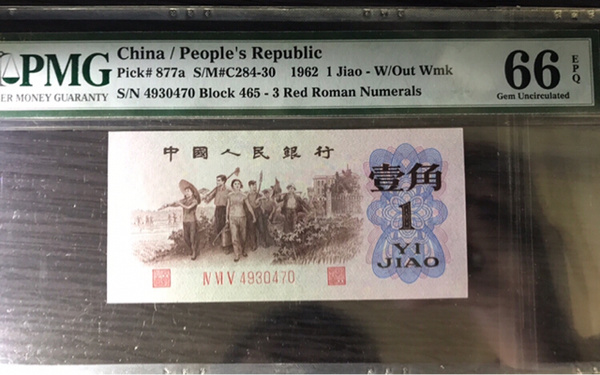 PMG
ER MONEY GUARANTY
China / People's Republic
Pick# 877a S/M#C284-30 1962 1 Jiao - W/Out Wmk
S/N 4930470 Block 465 - 3 Red Roman Numerals
66
EPQ
Gem Uncirculated
中國人民銀行
壹角
1
YI
JIAO
Ⅳ Ⅵ Ⅴ 4930470